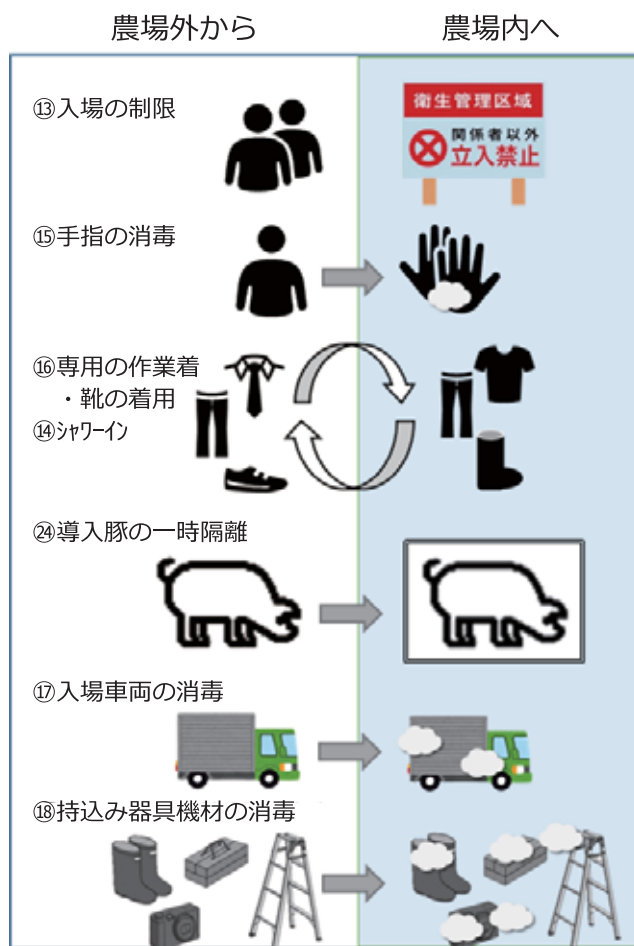 農場外から
農場内へ
⑬入場の制限
衛生管理区域
関係者以外
立入禁止
⑮手指の消毒
⑯専用の作業着
・靴の着用
⑭ｼｬﾜｰｲﾝ
㉔導入豚の一時隔離
⑰入場車両の消毒
⑱持込み器具機材の消毒